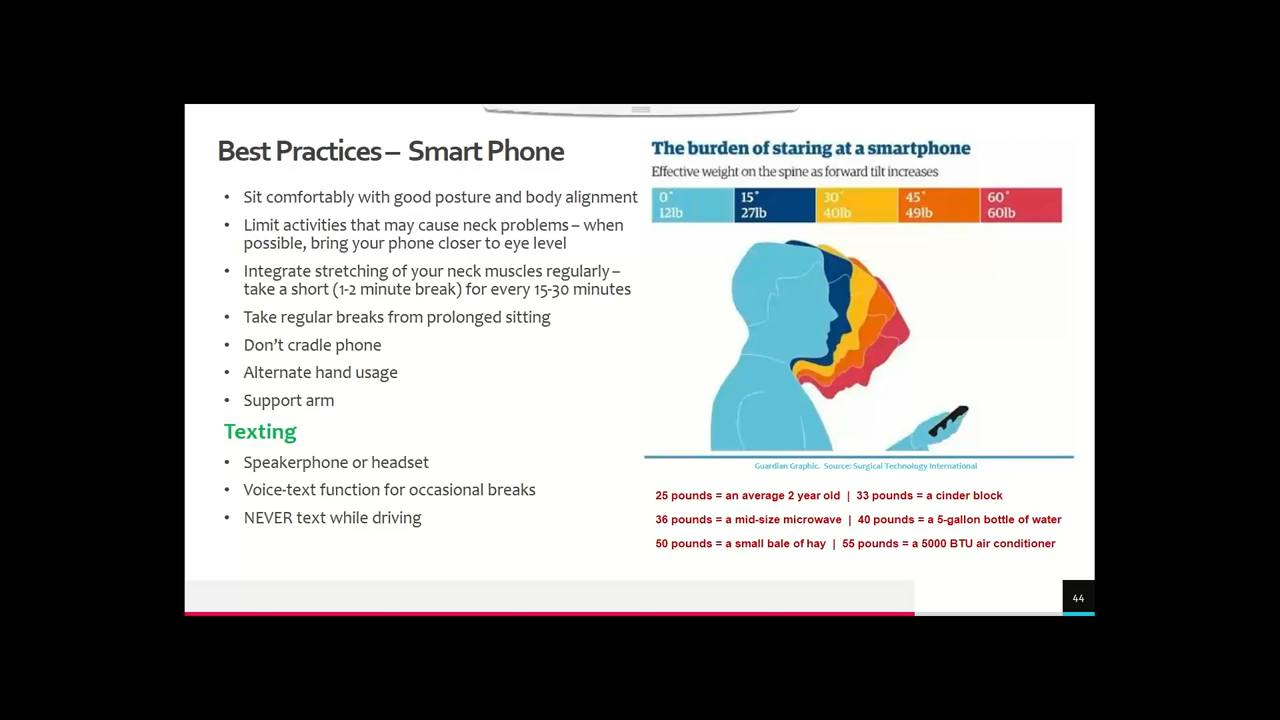 Best Practices – Smart Phone
• Sit comfortably with good posture and body alignment
• Limit activities that may cause neck problems – when
possible, bring your phone closer to eye level
• Integrate stretching of your neck muscles regularly –
take a short (1-2 minute break) for every 15-30 minutes
• Take regular breaks from prolonged sitting
• Don’t cradle phone
• Alternate hand usage
• Support arm
Texting
• Speakerphone or headset
• Voice-text function for occasional breaks
• NEVER text while driving
The burden of staring at a smartphone
Effective weight on the spine as forward tilt increases
0° 15° 30° 45° 60°
12lb 27lb 40lb 49lb 60lb
Guardian Graphic. Source: Surgical Technology International
25 pounds = an average 2 year old | 33 pounds = a cinder block
36 pounds = a mid-size microwave | 40 pounds = a 5-gallon bottle of water
50 pounds = a small bale of hay | 55 pounds = a 5000 BTU air conditioner
44